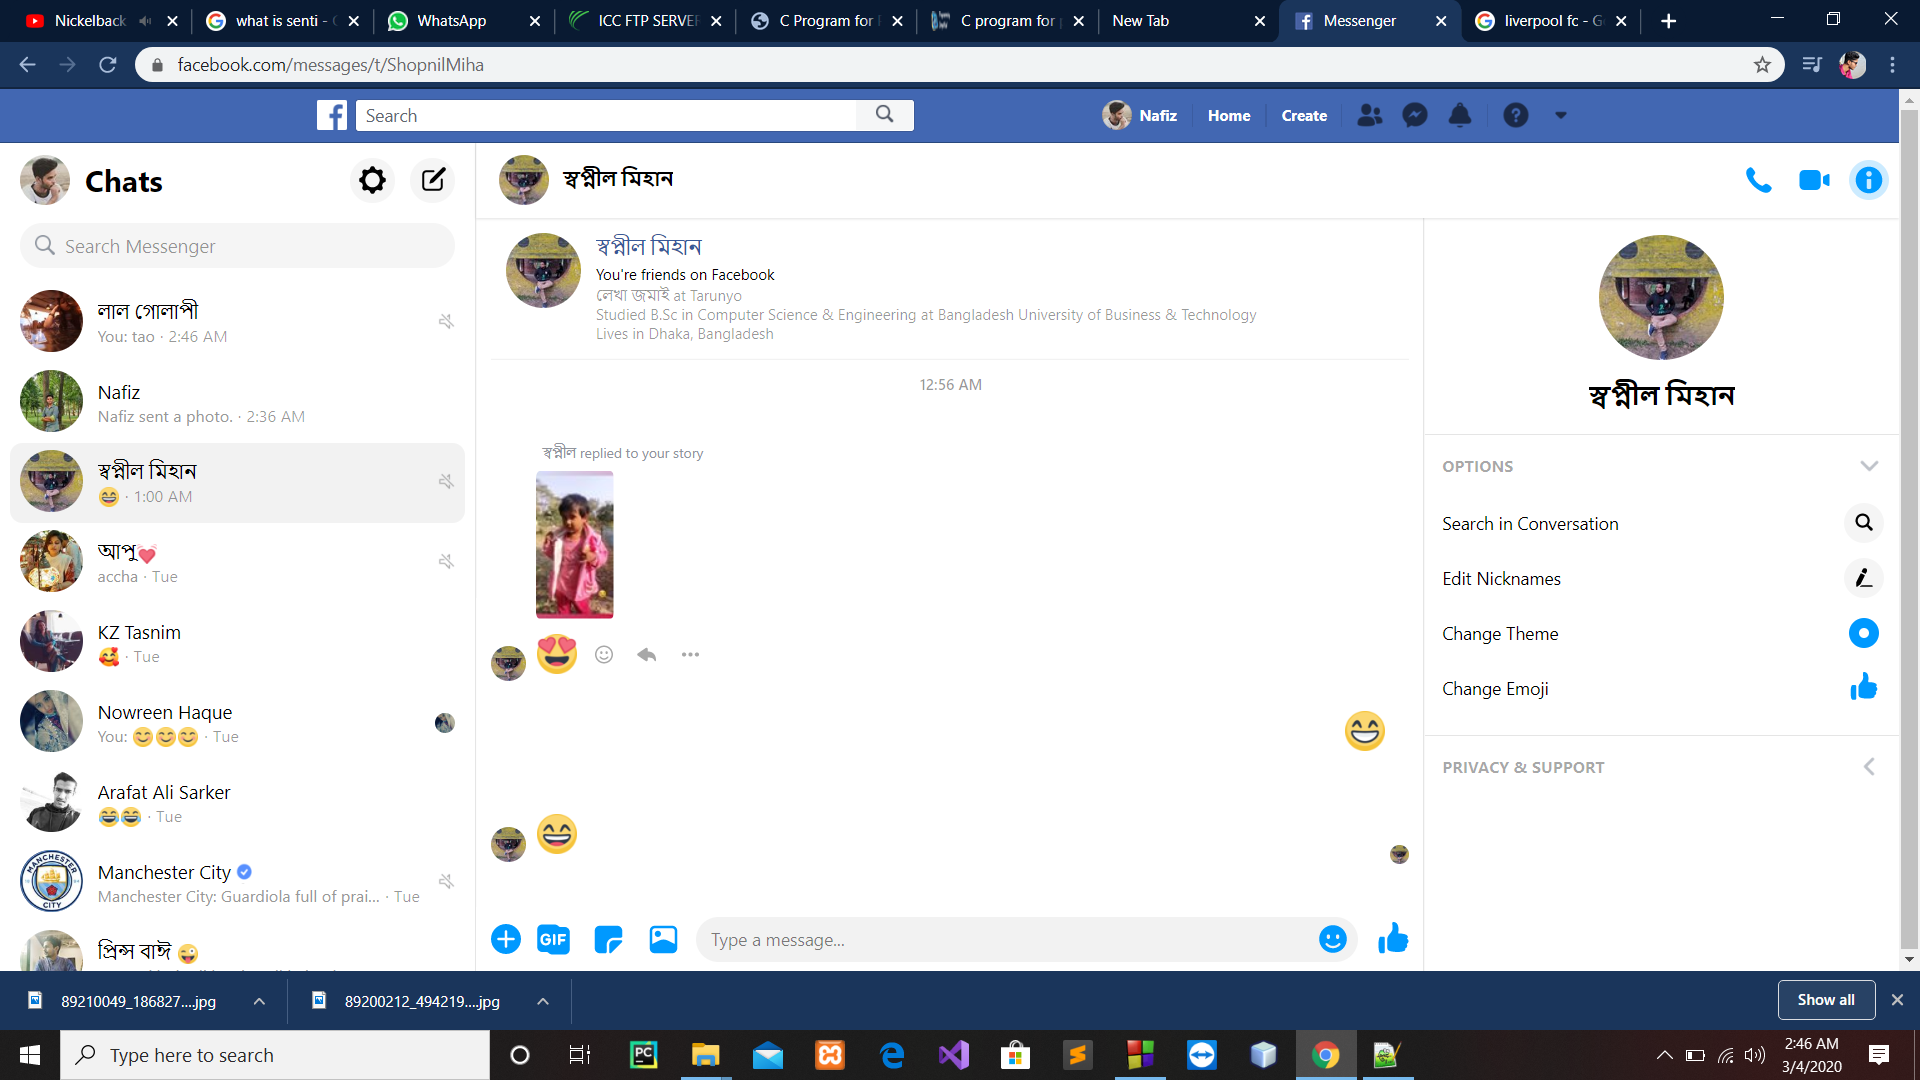 Nickelback
what is senti - G
WhatsApp
ICC FTP SERVER
C Program for
C program for p
New Tab
Messenger
liverpool fc - G
facebook.com/messages/t/ShopnilMiha
Search
Nafiz
Home
Create
Chats
Search Messenger
লাল গোলাপী
You: tao · 2:46 AM
Nafiz
Nafiz sent a photo. · 2:36 AM
স্বপ্নীল মিহান
😄 · 1:00 AM
আপু💓
accha · Tue
KZ Tasnim
🥰 · Tue
Nowreen Haque
You: 😊😊😊 · Tue
Arafat Ali Sarker
😂😂 · Tue
Manchester City
Manchester City: Guardiola full of prai... · Tue
প্রিন্স বাঈ 😜
স্বপ্নীল মিহান
স্বপ্নীল মিহান
You're friends on Facebook
লেখা জমাই at Tarunyo
Studied B.Sc in Computer Science & Engineering at Bangladesh University of Business & Technology
Lives in Dhaka, Bangladesh
12:56 AM
স্বপ্নীল replied to your story
😍
😄
😄
GIF
Type a message...
স্বপ্নীল মিহান
OPTIONS
Search in Conversation
Edit Nicknames
Change Theme
Change Emoji
PRIVACY & SUPPORT
89210049_186827....jpg
89200212_494219....jpg
Show all
Type here to search
2:46 AM
3/4/2020